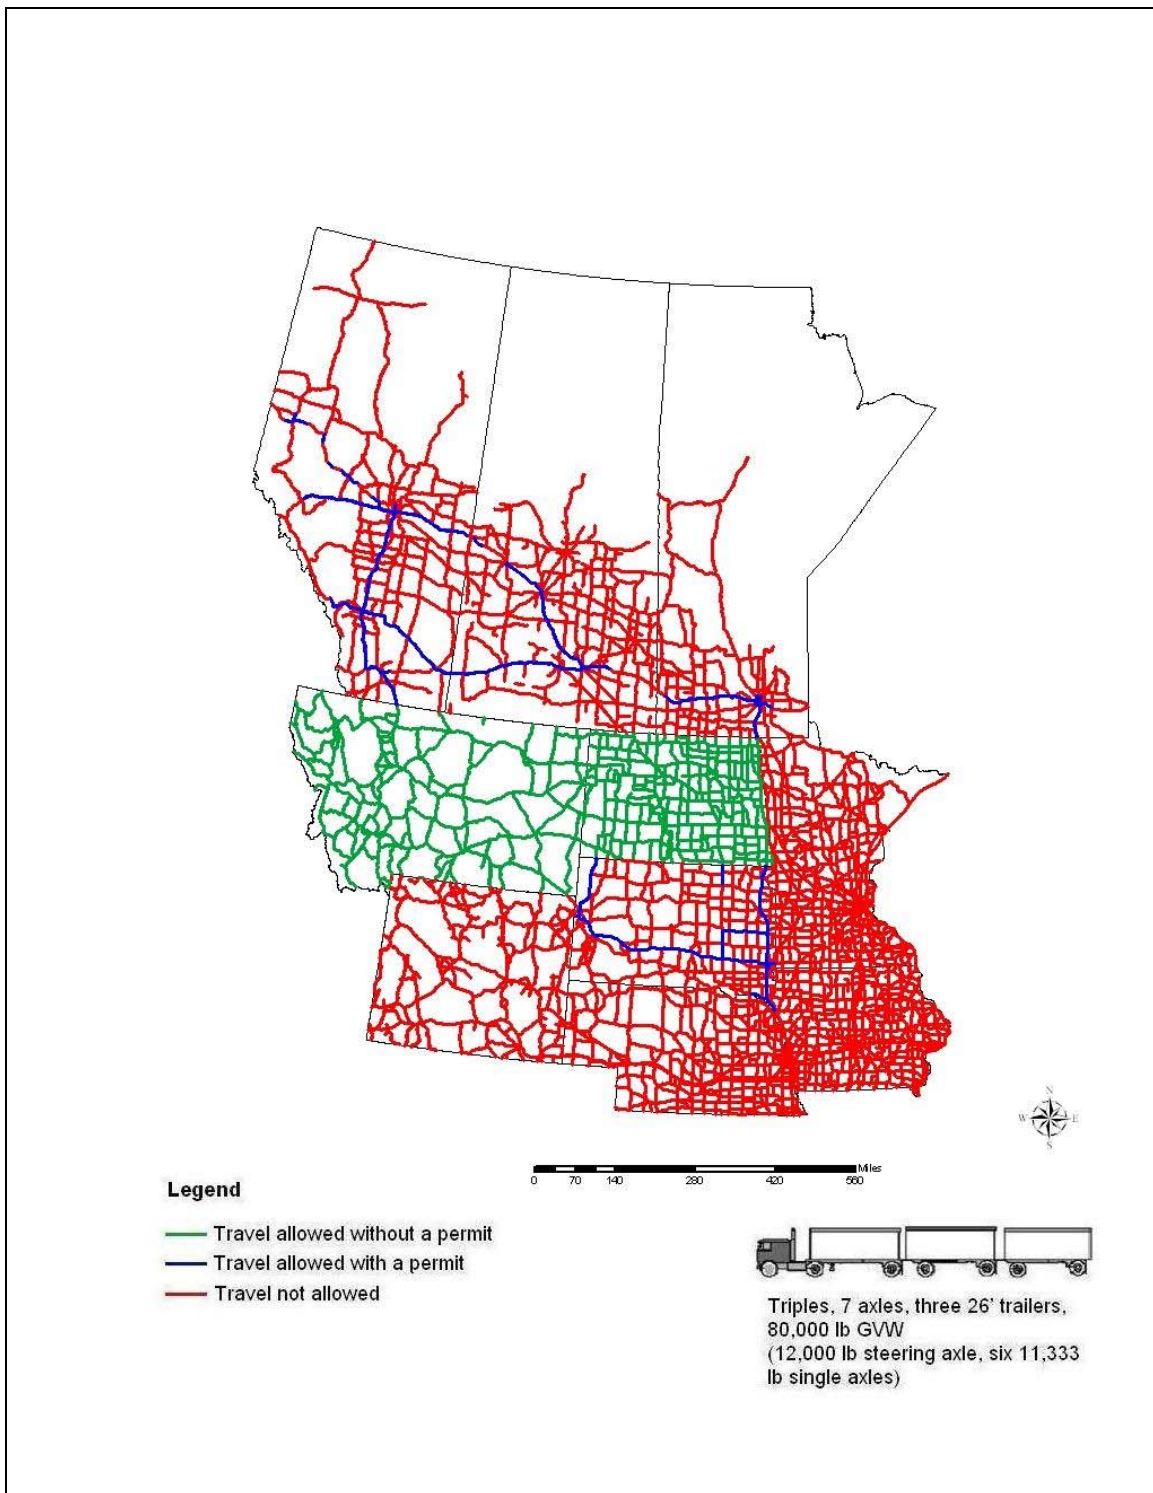 N
W E
S
Miles
0 70 140 280 420 560
Legend
Travel allowed without a permit
Travel allowed with a permit
Travel not allowed
Triples, 7 axles, three 26' trailers,
80,000 lb GVW
(12,000 lb steering axle, six 11,333
lb single axles)